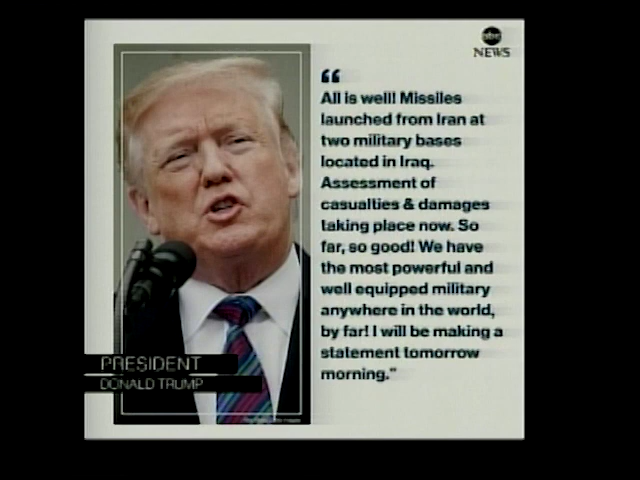 abc
NEWS
“
All is well! Missiles
launched from Iran at
two military bases
located in Iraq.
Assessment of
casualties & damages
taking place now. So
far, so good! We have
the most powerful and
well equipped military
anywhere in the world,
by far! I will be making a
statement tomorrow
morning.”
PRESIDENT
DONALD TRUMP